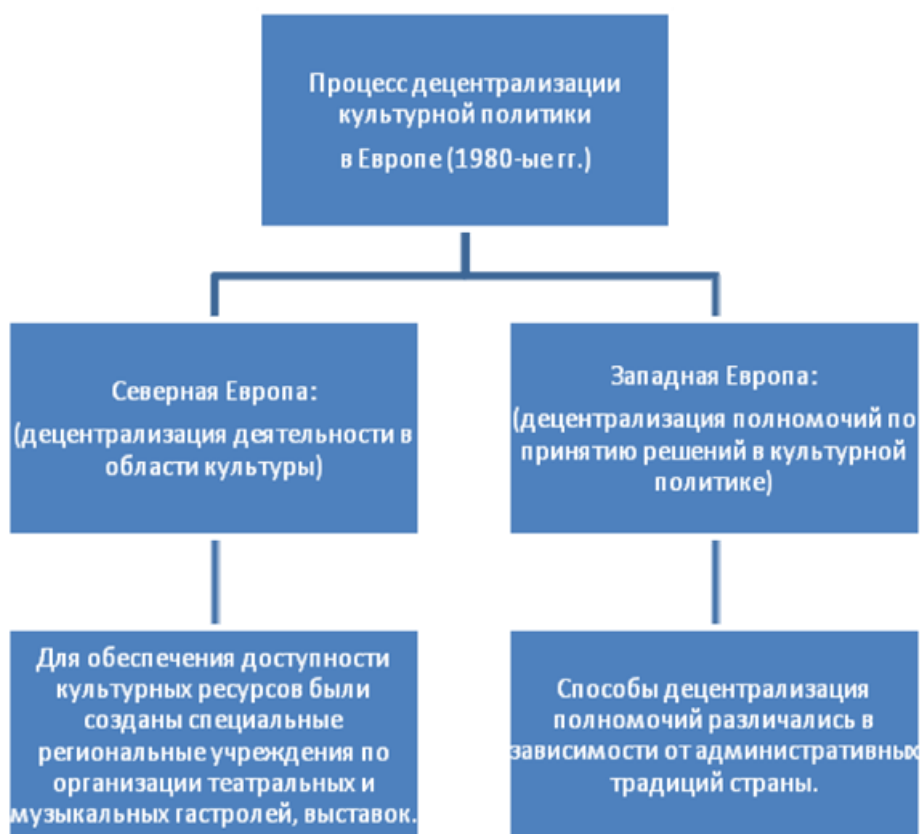 Процесс децентрализации
культурной политики
в Европе (1980-ые гг.)
Северная Европа:
(децентрализация деятельности в
области культуры)
Западная Европа:
(децентрализация полномочий по
принятию решений в культурной
политике)
Для обеспечения доступности
культурных ресурсов были
созданы специальные
региональные учреждения по
организации театральных и
музыкальных гастролей, выставок.
Способы децентрализация
полномочий различались в
зависимости от административных
традиций страны.